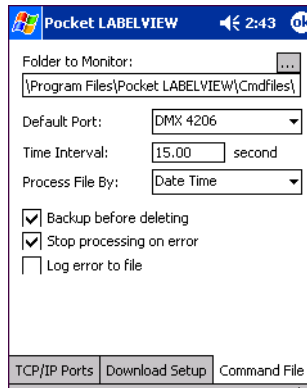 Pocket LABELVIEW 2:43 ok
Folder to Monitor:
...
\Program Files\Pocket LABELVIEW\Cmdfiles\
Default Port: DMX 4206
Time Interval: 15.00 second
Process File By: Date Time
Backup before deleting
Stop processing on error
Log error to file
TCP/IP Ports Download Setup Command File